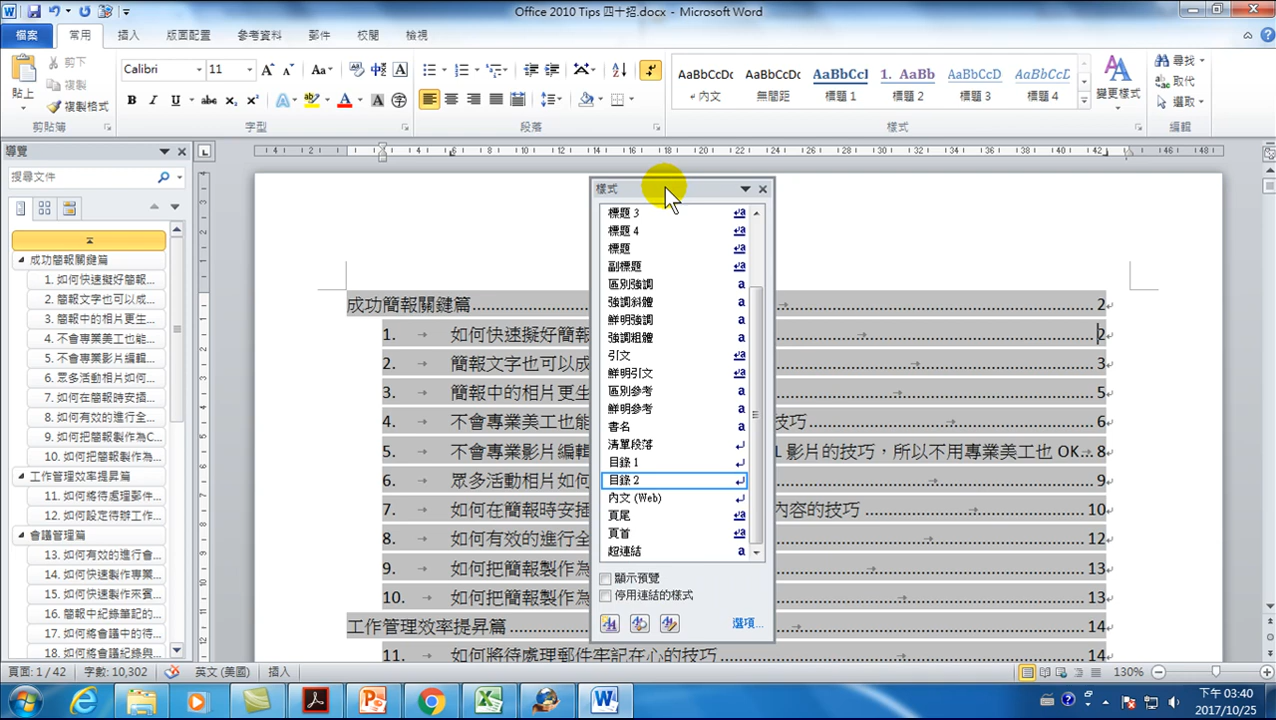 Office 2010 Tips 四十招.docx - Microsoft Word
檔案 常用 插入 版面配置 參考資料 郵件 校閱 檢視
貼上 剪下 複製 複製格式
Calibri 11
AaBbCcDc AaBbCcDc AaBbCcl 1. AaBb AaBbCcD AaBbCcD
↵ 內文 無間距 標題 1 標題 2 標題 3 標題 4
變更樣式 尋找 取代 選取
剪貼簿 字型 段落 樣式 編輯
導覽
搜尋文件
成功簡報關鍵篇
1. 如何快速擬好簡報...
2. 簡報文字也可以成...
3. 簡報中的相片更生...
4. 不會專業美工也能...
5. 不會專業影片編輯...
6. 眾多活動相片如何...
7. 如何在簡報時安插...
8. 如何有效的進行全...
9. 如何把簡報製作為C...
10. 如何把簡報製作為...
工作管理效率提昇篇
11. 如何將待處理郵件...
12. 如何設定待辦工作...
會議管理篇
13. 如何有效的進行會...
14. 如何快速製作專業...
15. 如何快速製作來賓...
16. 簡報中紀錄筆記的...
17. 如何將會議中的待...
18. 如何將會議紀錄與...
樣式
標題 3
標題 4
標題
副標題
區別強調
強調斜體
鮮明強調
強調粗體
引文
鮮明引文
區別參考
鮮明參考
書名
清單段落
目錄 1
目錄 2
內文 (Web)
頁尾
頁首
超連結
顯示預覽
停用連結的樣式
選項...
成功簡報關鍵篇 2
1. 如何快速擬好簡報 2
2. 簡報文字也可以成 3
3. 簡報中的相片更生 5
4. 不會專業美工也能 技巧 6
5. 不會專業影片編輯 影片的技巧，所以不用專業美工也 OK... 8
6. 眾多活動相片如何 9
7. 如何在簡報時安插 內容的技巧 10
8. 如何有效的進行全 12
9. 如何把簡報製作為 13
10. 如何把簡報製作為 13
工作管理效率提昇篇 14
11. 如何將待處理郵件牢記在心的技巧 14
頁面: 1 / 42 字數: 10,302 英文 (美國) 插入 130%
下午 03:40
2017/10/25